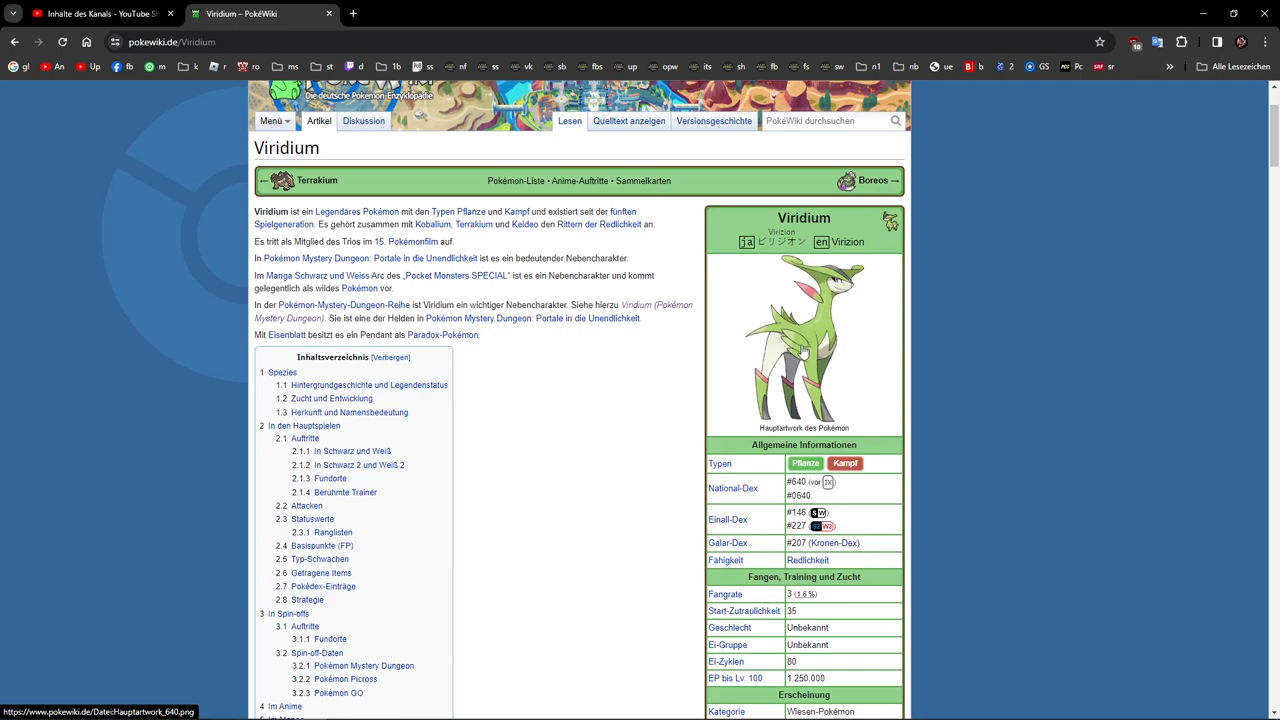 Inhalte des Kanals - YouTube St
Viridium – PokéWiki
pokewiki.de/Viridium
gl
An
Up
fb
m
k
r
ro
ms
st
d
1b
ss
nf
ss
vk
sb
fbs
up
opw
its
sh
js
fs
sw
n1
ro
ue
b
2
GS
Fc
sr
»
Alle Lesezeichen
Die deutsche Pokémon-Enzyklopädie
Menü
Artikel
Diskussion
Lesen
Quelltext anzeigen
Versionsgeschichte
PokéWiki durchsuchen
Viridium
← Terrakium
Pokémon-Liste • Anime-Auftritte • Sammelkarten
Boreos →
Viridium ist ein Legendäres Pokémon mit den Typen Pflanze und Kampf und existiert seit der fünften
Spielgeneration. Es gehört zusammen mit Kobalium, Terrakium und Keldeo den Rittern der Redlichkeit an.
Es tritt als Mitglied des Trios im 15. Pokémonfilm auf.
In Pokémon Mystery Dungeon: Portale in die Unendlichkeit ist es ein bedeutender Nebencharakter.
Im Manga Schwarz und Weiss Arc des „Pocket Monsters SPECIAL“ ist es ein Nebencharakter und kommt
gelegentlich als wildes Pokémon vor.
In der Pokémon-Mystery-Dungeon-Reihe ist Viridium ein wichtiger Nebencharakter. Siehe hierzu Viridium (Pokémon
Mystery Dungeon). Sie ist eine der Helden in Pokémon Mystery Dungeon: Portale in die Unendlichkeit.
Mit Eisenblatt besitzt es ein Pendant als Paradox-Pokémon.
Inhaltsverzeichnis [Verbergen]
1 Spezies
1.1 Hintergrundgeschichte und Legendenstatus
1.2 Zucht und Entwicklung
1.3 Herkunft und Namensbedeutung
2 In den Hauptspielen
2.1 Auftritte
2.1.1 In Schwarz und Weiß
2.1.2 In Schwarz 2 und Weiß 2
2.1.3 Fundorte
2.1.4 Berühmte Trainer
2.2 Attacken
2.3 Statuswerte
2.3.1 Ranglisten
2.4 Basispunkte (FP)
2.5 Typ-Schwächen
2.6 Getragene Items
2.7 Pokédex-Einträge
2.8 Strategie
3 In Spin-offs
3.1 Auftritte
3.1.1 Fundorte
3.2 Spin-off-Daten
3.2.1 Pokémon Mystery Dungeon
3.2.2 Pokémon Picross
3.2.3 Pokémon GO
4 Im Anime
Viridium
Virizion
ja ビリジオン en Virizion
Hauptartwork des Pokémon
Allgemeine Informationen
Typen Pflanze Kampf
National-Dex #640 (vor IX)
#0640
Einall-Dex #146 (SW)
#227 (S2 W2)
Galar-Dex #207 (Kronen-Dex)
Fähigkeit Redlichkeit
Fangen, Training und Zucht
Fangrate 3 (1.6 %)
Start-Zutraulichkeit 35
Geschlecht Unbekannt
Ei-Gruppe Unbekannt
Ei-Zyklen 80
EP bis Lv. 100 1.250.000
Erscheinung
Kategorie Wiesen-Pokémon
https://www.pokewiki.de/Datei:Hauptartwork_640.png